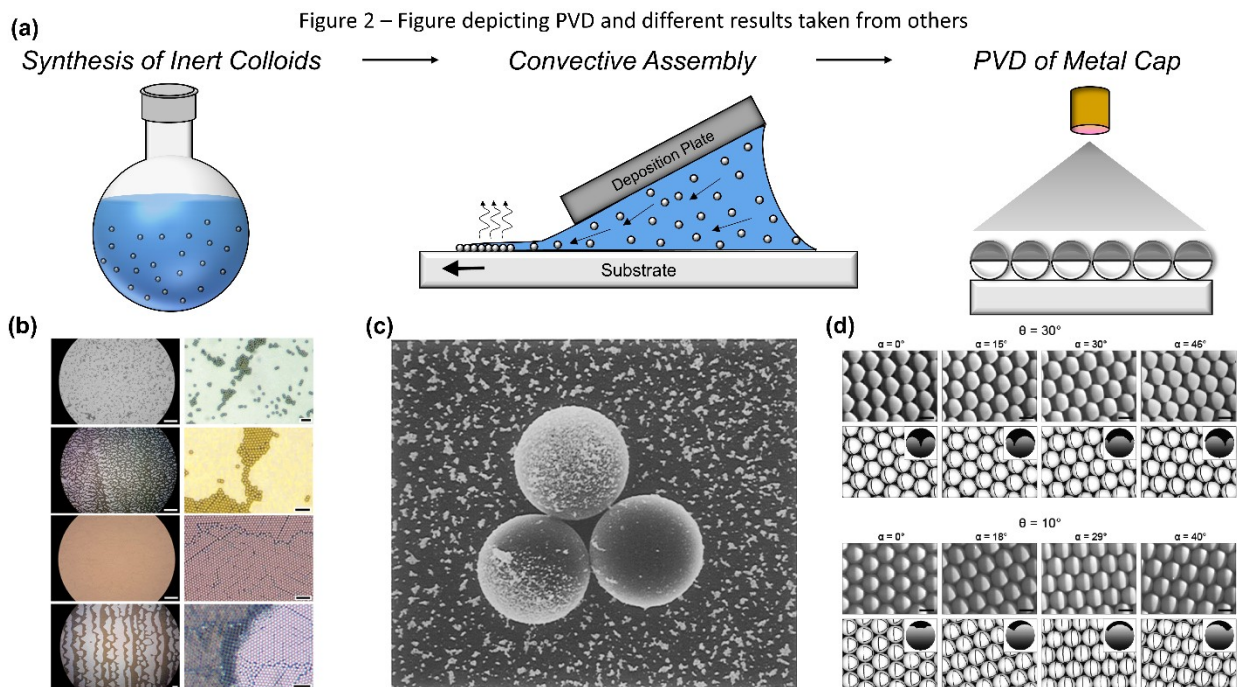 Figure 2 – Figure depicting PVD and different results taken from others
(a)
Synthesis of Inert Colloids
Convective Assembly
PVD of Metal Cap
Deposition Plate
Substrate
(b)
(c)
(d)
θ = 30°
α = 0° α = 15° α = 30° α = 46°
θ = 10°
α = 0° α = 18° α = 29° α = 40°